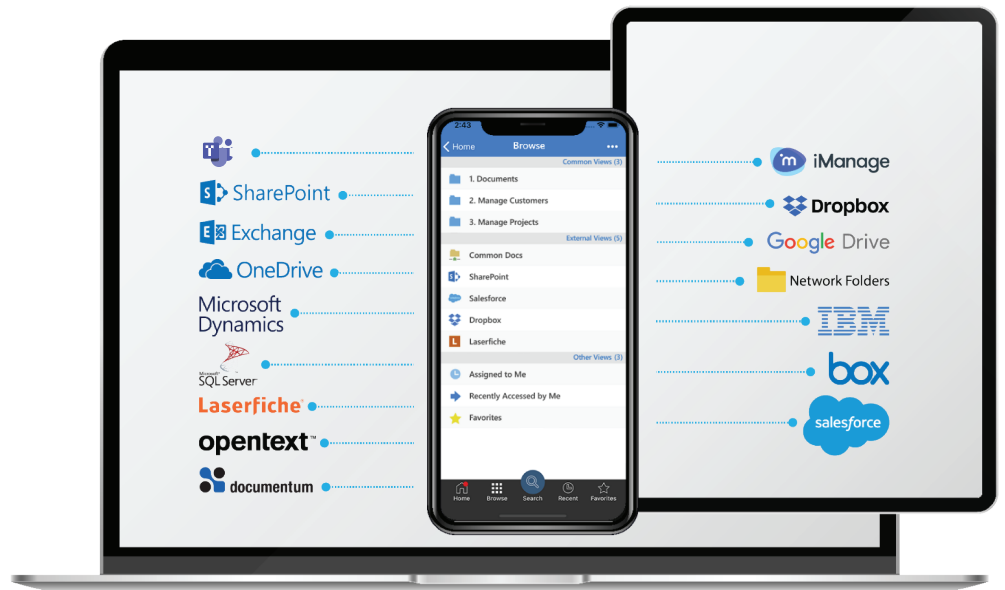 T
S SharePoint
E Exchange
OneDrive
Microsoft
Dynamics
Microsoft
SQL Server
Laserfiche
opentext™
documentum
2:43
Home
Browse
Common Views (3)
1. Documents
2. Manage Customers
3. Manage Projects
External Views (5)
Common Docs
S SharePoint
Salesforce
Dropbox
L Laserfiche
Other Views (3)
Assigned to Me
Recently Accessed by Me
Favorites
Home Browse Search Recent Favorites
m iManage
Dropbox
Google Drive
Network Folders
IBM
box
salesforce